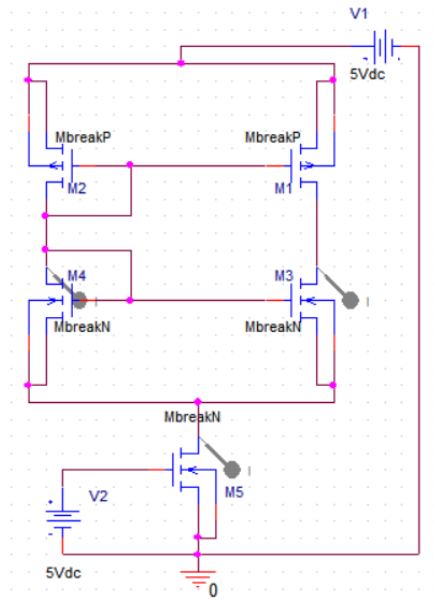 V1
5Vdc
MbreakP
MbreakP
M2
M1
M4
M3
I
I
MbreakN
MbreakN
MbreakN
I
V2
M5
5Vdc
0